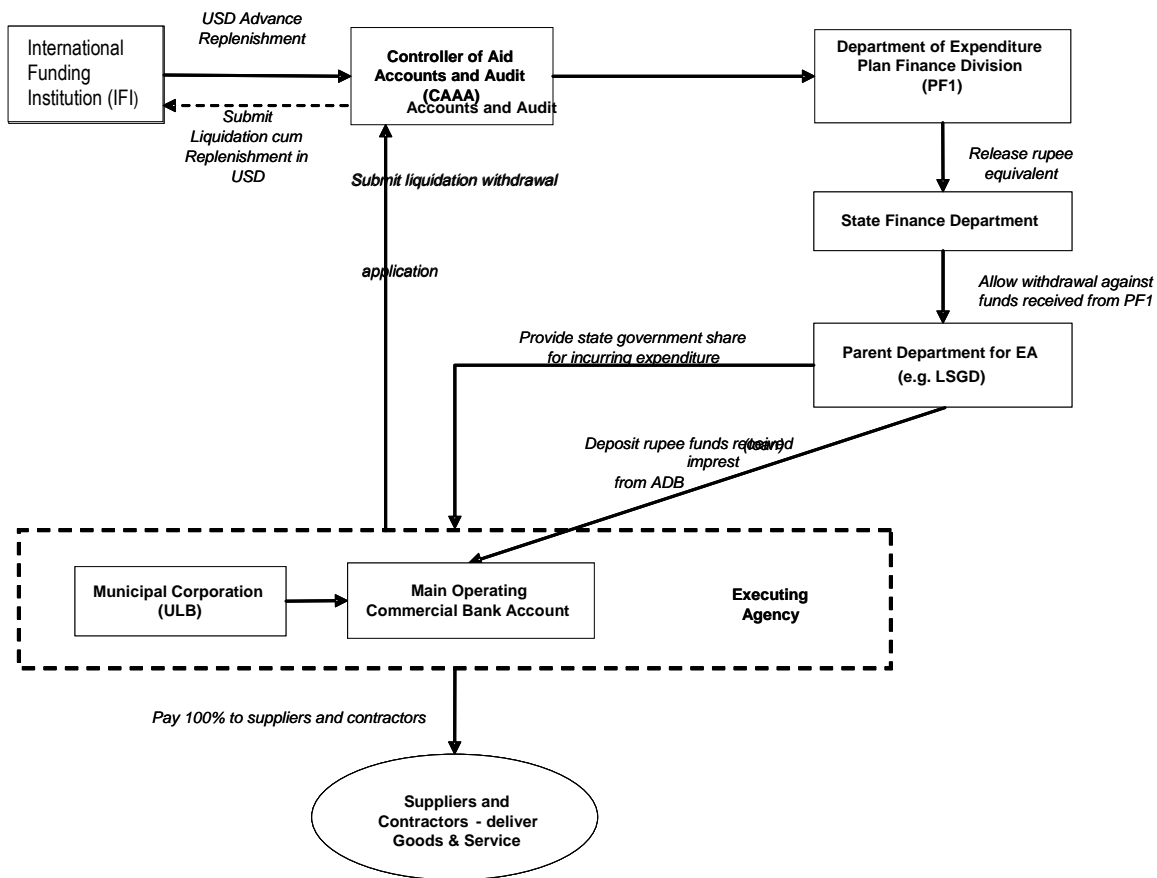 USD Advance
Replenishment
International
Funding
Institution (IFI)
Controller of Aid
Accounts and Audit
(CAAA)
Accounts and Audit
Department of Expenditure
Plan Finance Division
(PF1)
Submit
Liquidation cum
Replenishment in
USD
Submit liquidation withdrawal
application
Release rupee
equivalent
State Finance Department
Allow withdrawal against
funds received from PF1
Provide state government share
for incurring expenditure
Parent Department for EA
(e.g. LSGD)
Deposit rupee funds received
(loan)
imprest
from ADB
Municipal Corporation
(ULB)
Main Operating
Commercial Bank Account
Executing
Agency
Pay 100% to suppliers and contractors
Suppliers and
Contractors - deliver
Goods & Service